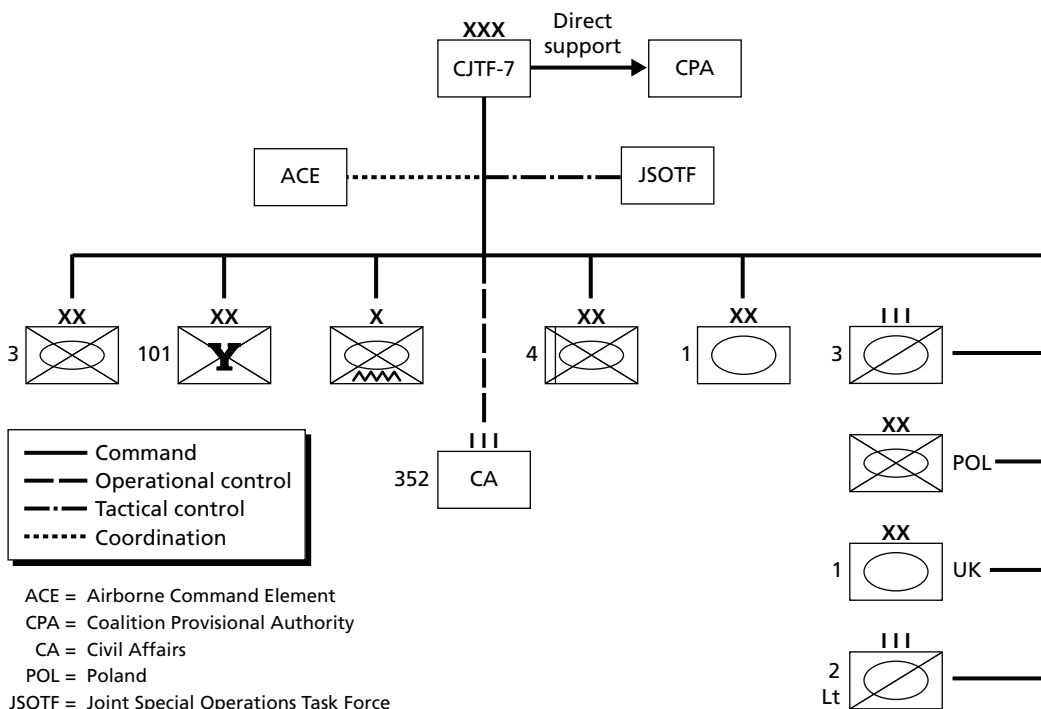 XXX
CJTF-7
Direct
support
CPA
ACE
JSOTF
XX
3
XX
101
Y
X
XX
4
XX
1
III
3
XX
POL
XX
1
UK
III
2
Lt
III
352
CA
Command
Operational control
Tactical control
Coordination
ACE = Airborne Command Element
CPA = Coalition Provisional Authority
CA = Civil Affairs
POL = Poland
JSOTF = Joint Special Operations Task Force